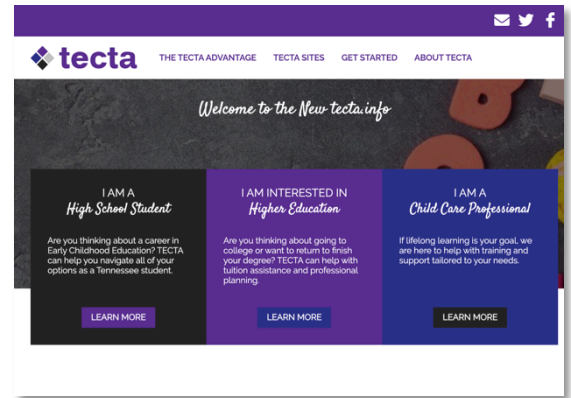 tecta
THE TECTA ADVANTAGE TECTA SITES GET STARTED ABOUT TECTA
Welcome to the New tecta.info
I AM A
High School Student
Are you thinking about a career in
Early Childhood Education? TECTA
can help you navigate all of your
options as a Tennessee student.
LEARN MORE
I AM INTERESTED IN
Higher Education
Are you thinking about going to
college or want to return to finish
your degree? TECTA can help with
tuition assistance and professional
planning.
LEARN MORE
I AM A
Child Care Professional
If lifelong learning is your goal, we
are here to help with training and
support tailored to your needs.
LEARN MORE